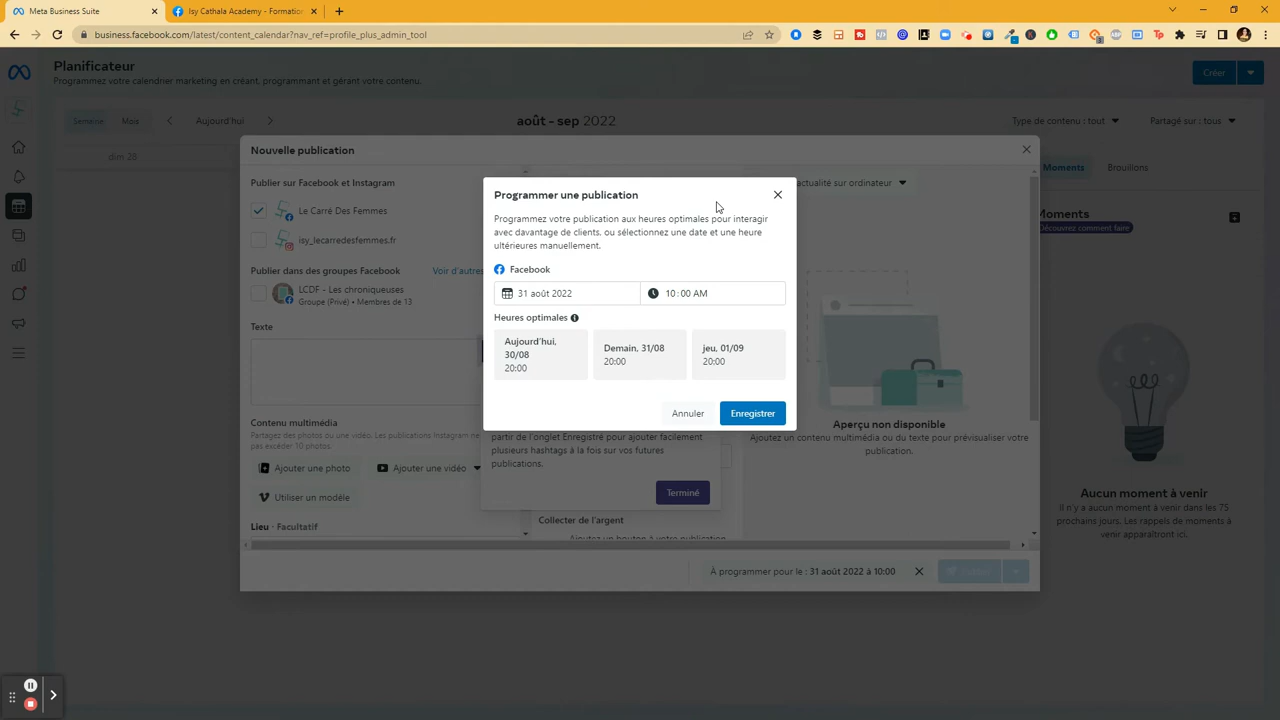 Meta Business Suite
Isy Cathala Academy - Formation
business.facebook.com/latest/content_calendar?nav_ref=profile_plus_admin_tool
Planificateur
Programmez votre calendrier marketing en créant, programmant et gérant votre contenu.
Créer
Semaine
Mois
Aujourd'hui
août - sep 2022
Type de contenu : tout
Partagé sur : tous
dim 28
Nouvelle publication
Moments
Brouillons
Publier sur Facebook et Instagram
Le Carré Des Femmes
isy_lecarredesfemmes.fr
Publier dans des groupes Facebook
Voir d'autres
LCDF - Les chroniqueuses
Groupe (Privé) • Membres de 13
Texte
Contenu multimédia
Partagez des photos ou une vidéo. Les publications Instagram ne
pas excéder 10 photos.
Ajouter une photo
Ajouter une vidéo
Utiliser un modèle
Lieu · Facultatif
Programmer une publication
Programmez votre publication aux heures optimales pour interagir
avec davantage de clients, ou sélectionnez une date et une heure
ultérieures manuellement.
Facebook
31 août 2022
10 : 00 AM
Heures optimales
Aujourd'hui,
30/08
20:00
Demain, 31/08
20:00
jeu, 01/09
20:00
Annuler
Enregistrer
partir de l'onglet Enregistré pour ajouter facilement
plusieurs hashtags à la fois sur vos futures
publications.
Terminé
Collecter de l'argent
Ajoutez un bouton à votre publication
actualité sur ordinateur
Aperçu non disponible
Ajoutez un contenu multimédia ou du texte pour prévisualiser votre
publication.
À programmer pour le : 31 août 2022 à 10:00
Moments
Découvrez comment faire
Aucun moment à venir
Il n'y a aucun moment à venir dans les 75
prochains jours. Les rappels de moments à
venir apparaîtront ici.